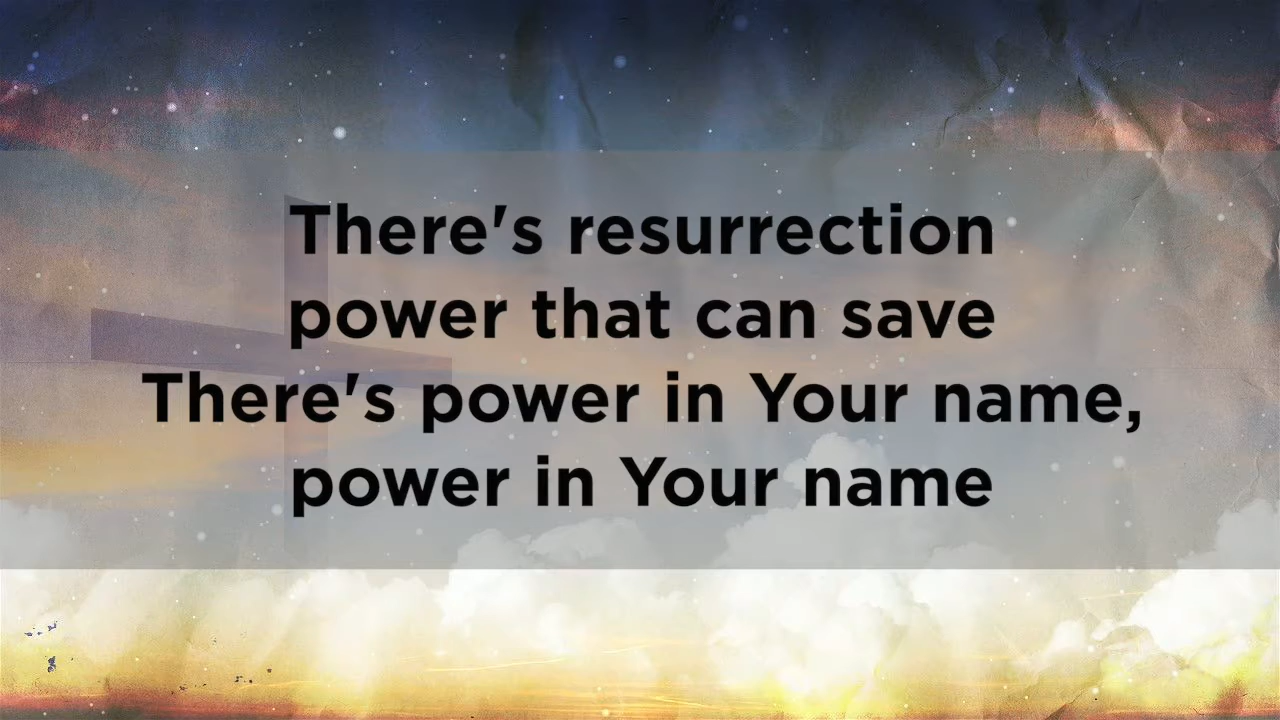 There's resurrection
power that can save
There's power in Your name,
power in Your name